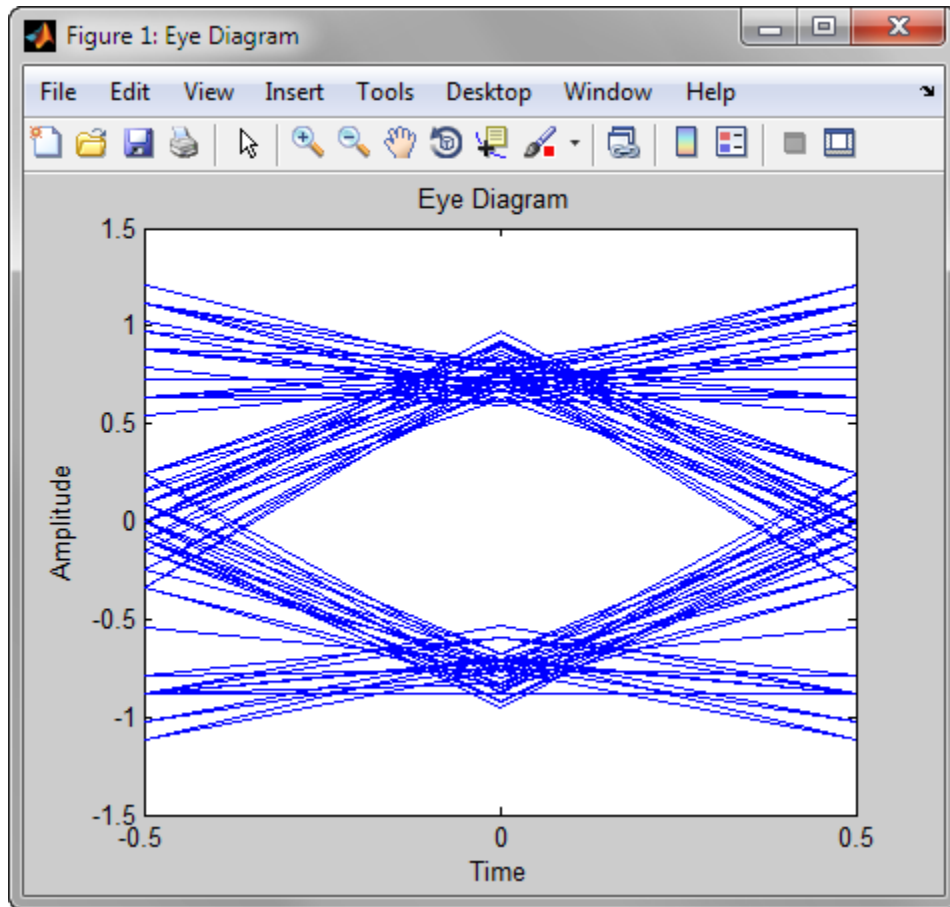 Figure 1: Eye Diagram
File Edit View Insert Tools Desktop Window Help
Eye Diagram
1.5
1
0.5
0
-0.5
-1
-1.5
Amplitude
-0.5 0 0.5
Time